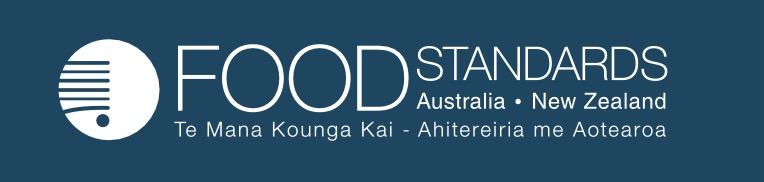 FOOD STANDARDS
Australia • New Zealand
Te Mana Kounga Kai - Ahitereiria me Aotearoa